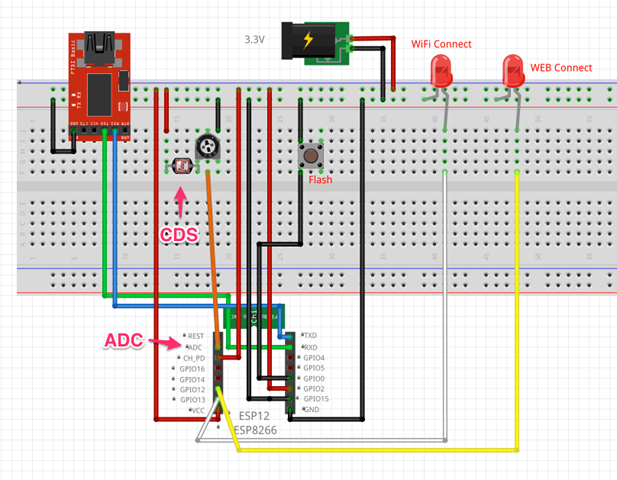 3.3V
WiFi Connect
WEB Connect
FTDI Basic
Flash
CDS
ADC
REST
ADC
CH_PD
GPIO16
GPIO14
GPIO12
GPIO13
VCC
TXD
RXD
GPIO4
GPIO5
GPIO0
GPIO2
GPIO15
GND
ESP12
ESP8266